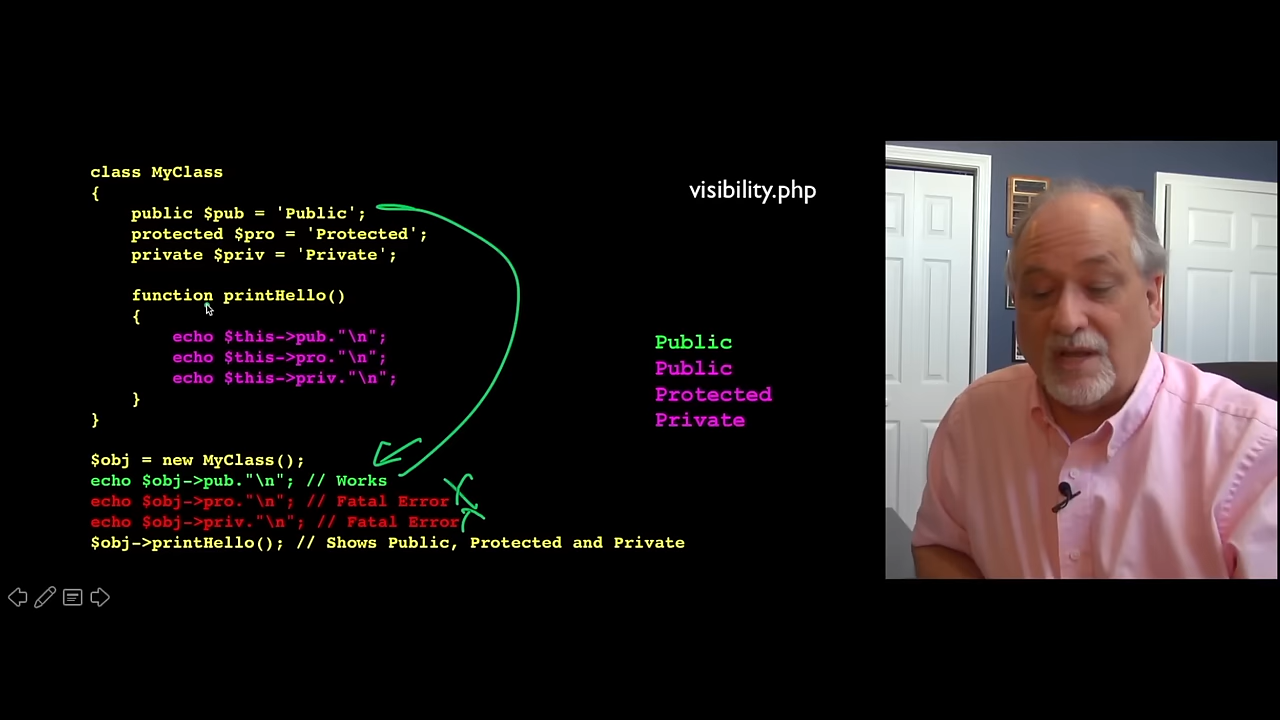 class MyClass
{
    public $pub = 'Public';
    protected $pro = 'Protected';
    private $priv = 'Private';
    function printHello()
    {
        echo $this->pub."\n";
        echo $this->pro."\n";
        echo $this->priv."\n";
    }
}
$obj = new MyClass();
echo $obj->pub."\n"; // Works
echo $obj->pro."\n"; // Fatal Error
echo $obj->priv."\n"; // Fatal Error
$obj->printHello(); // Shows Public, Protected and Private
visibility.php
Public
Public
Protected
Private